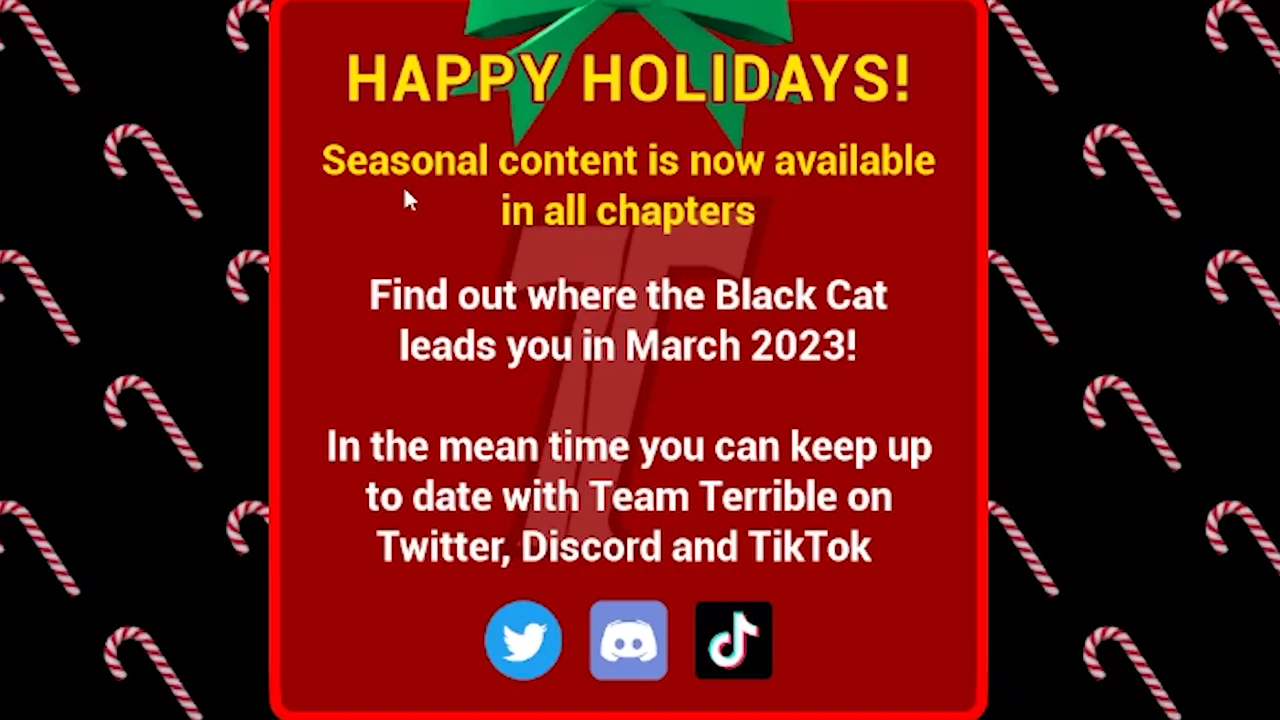 HAPPY HOLIDAYS!
Seasonal content is now available
in all chapters
Find out where the Black Cat
leads you in March 2023!
In the mean time you can keep up
to date with Team Terrible on
Twitter, Discord and TikTok